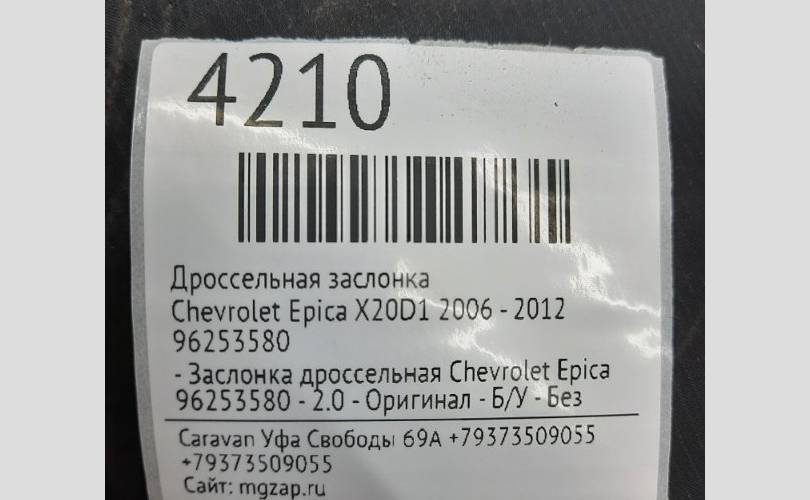 4210
Дроссельная заслонка
Chevrolet Epica X20D1 2006 - 2012
96253580
- Заслонка дроссельная Chevrolet Epica
96253580 - 2.0 - Оригинал - Б/У - Без
Caravan Уфа Свободы 69А +79373509055
+79373509055
Сайт: mgzap.ru